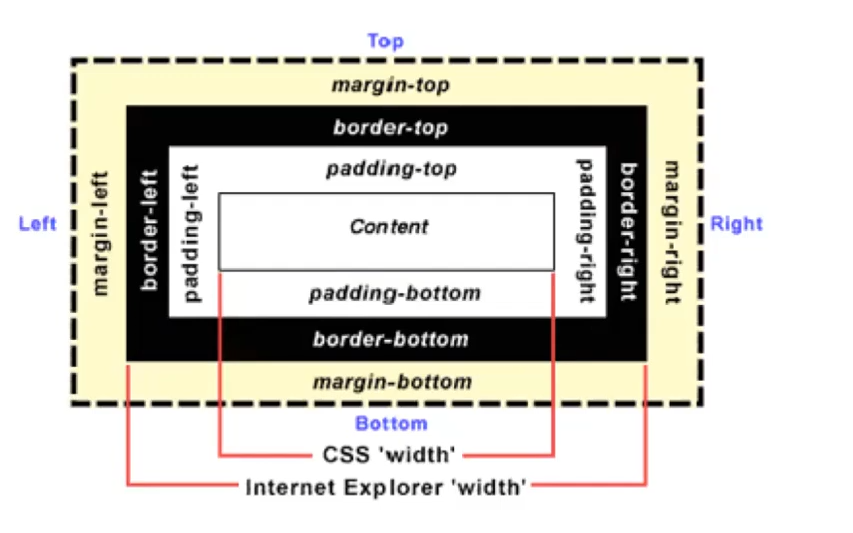 Top
margin-top
border-top
padding-top
Left
margin-left
border-left
padding-left
Content
padding-right
border-right
margin-right
Right
padding-bottom
border-bottom
margin-bottom
Bottom
CSS 'width'
Internet Explorer 'width'